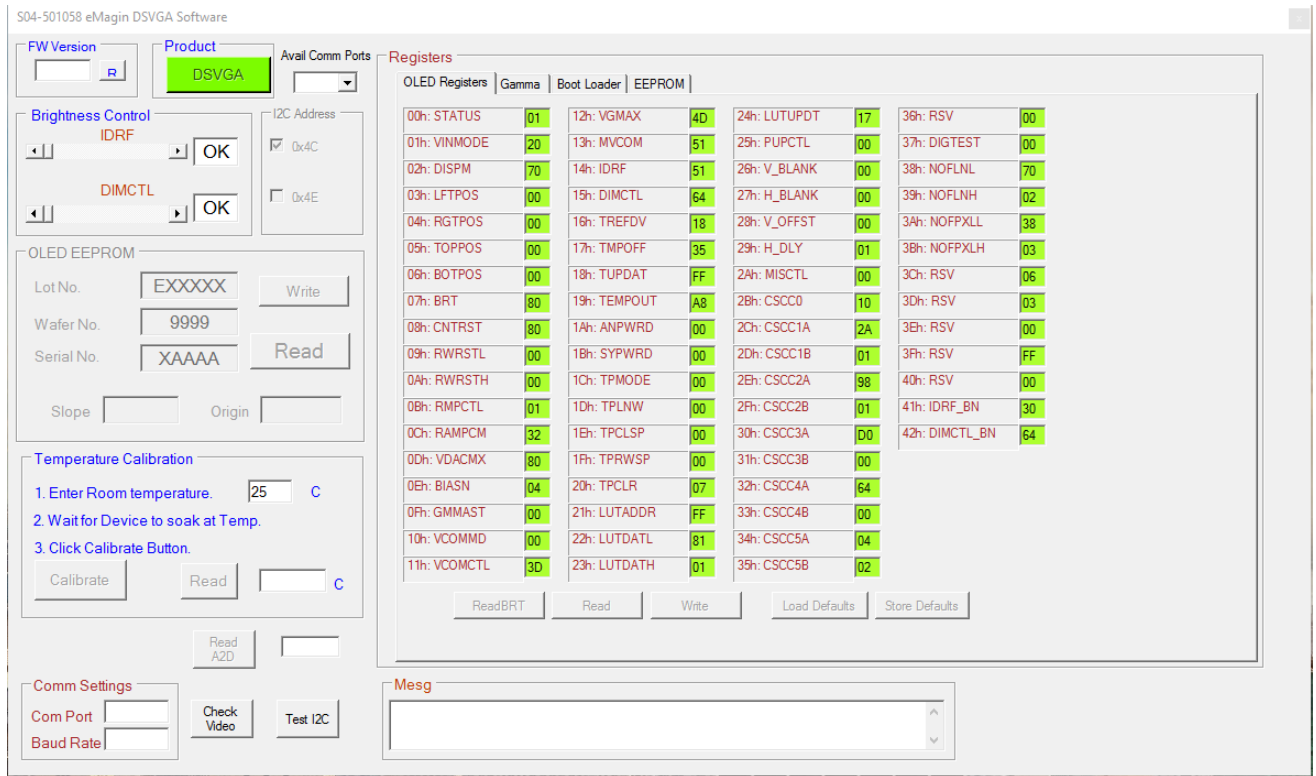 S04-501058 eMagin DSVGA Software
x
FW Version
R
Product
DSVGA
Avail Comm Ports
Brightness Control
IDRF
OK
DIMCTL
OK
I2C Address
0x4C
0x4E
OLED EEPROM
Lot No. EXXXXX Write
Wafer No. 9999
Serial No. XAAAA Read
Slope Origin
Temperature Calibration
1. Enter Room temperature. 25 C
2. Wait for Device to soak at Temp.
3. Click Calibrate Button.
Calibrate Read C
Read
A2D
Comm Settings
Com Port
Baud Rate
Check
Video
Test I2C
Registers
OLED Registers Gamma Boot Loader EEPROM
00h: STATUS 01 12h: VGMAX 4D 24h: LUTUPDT 17 36h: RSV 00
01h: VINMODE 20 13h: MVCOM 51 25h: PUPCTL 00 37h: DIGTEST 00
02h: DISPM 70 14h: IDRF 51 26h: V_BLANK 00 38h: NOFLNL 70
03h: LFTPOS 00 15h: DIMCTL 64 27h: H_BLANK 00 39h: NOFLNH 02
04h: RGTPOS 00 16h: TREFDV 18 28h: V_OFFST 00 3Ah: NOFPXLL 38
05h: TOPPOS 00 17h: TMPOFF 35 29h: H_DLY 01 3Bh: NOFPXLH 03
06h: BOTPOS 00 18h: TUPDAT FF 2Ah: MISCTL 00 3Ch: RSV 06
07h: BRT 80 19h: TEMPOUT A8 2Bh: CSCC0 10 3Dh: RSV 03
08h: CNTRST 80 1Ah: ANPWRD 00 2Ch: CSCC1A 2A 3Eh: RSV 00
09h: RWRSTL 00 1Bh: SYPWRD 00 2Dh: CSCC1B 01 3Fh: RSV FF
0Ah: RWRSTH 00 1Ch: TPMODE 00 2Eh: CSCC2A 98 40h: RSV 00
0Bh: RMPCTL 01 1Dh: TPLNW 00 2Fh: CSCC2B 01 41h: IDRF_BN 30
0Ch: RAMPCM 32 1Eh: TPCLSP 00 30h: CSCC3A D0 42h: DIMCTL_BN 64
0Dh: VDACMX 80 1Fh: TPRWSP 00 31h: CSCC3B 00
0Eh: BIASN 04 20h: TPCLR 07 32h: CSCC4A 64
0Fh: GMMAST 00 21h: LUTADDR FF 33h: CSCC4B 00
10h: VCOMMD 00 22h: LUTDATL 81 34h: CSCC5A 04
11h: VCOMCTL 3D 23h: LUTDATH 01 35h: CSCC5B 02
ReadBRT Read Write Load Defaults Store Defaults
Mesg